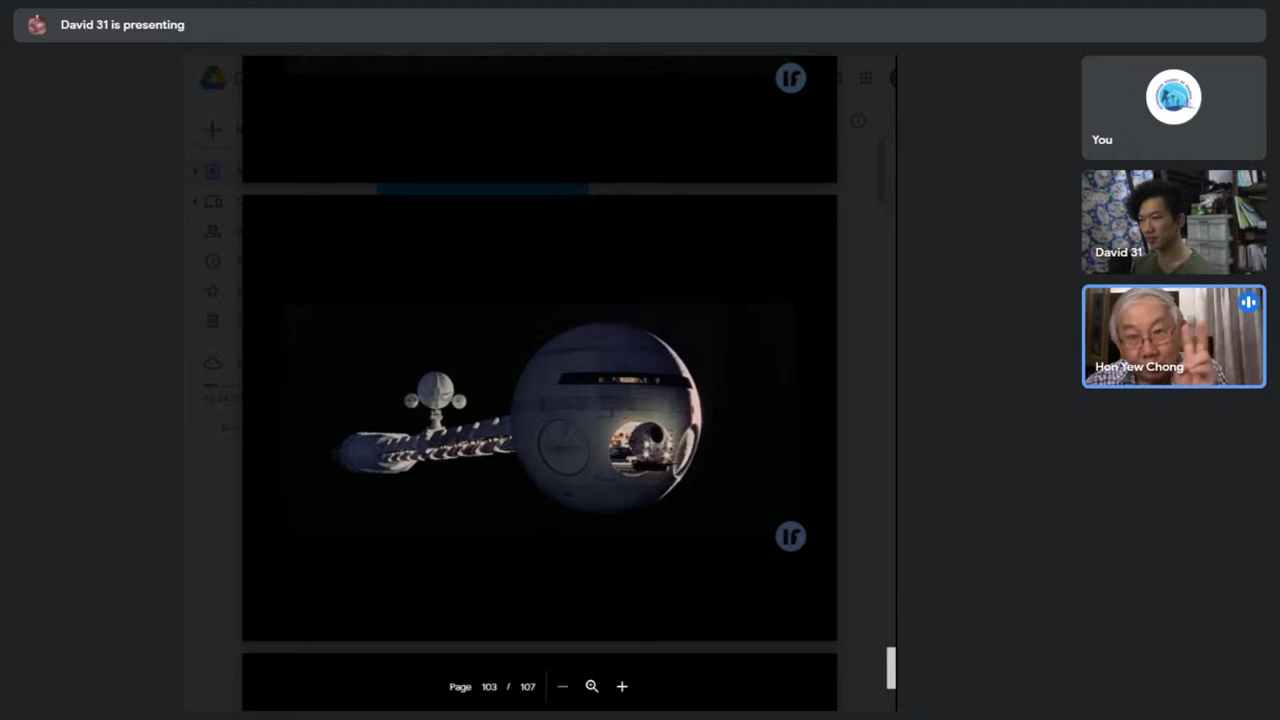 David 31 is presenting
You
David 31
Hon Yew Chong
Page 103 / 107